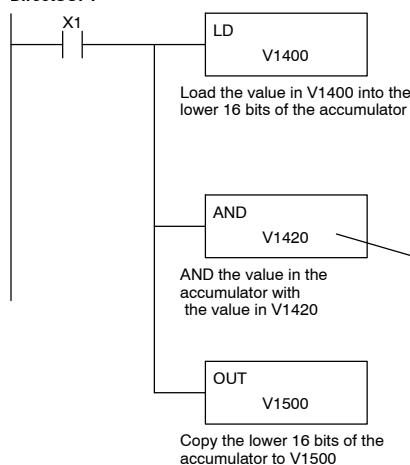 X1
LD
V1400
Load the value in V1400 into the
lower 16 bits of the accumulator
AND
V1420
AND the value in the
accumulator with
the value in V1420
OUT
V1500
Copy the lower 16 bits of the
accumulator to V1500